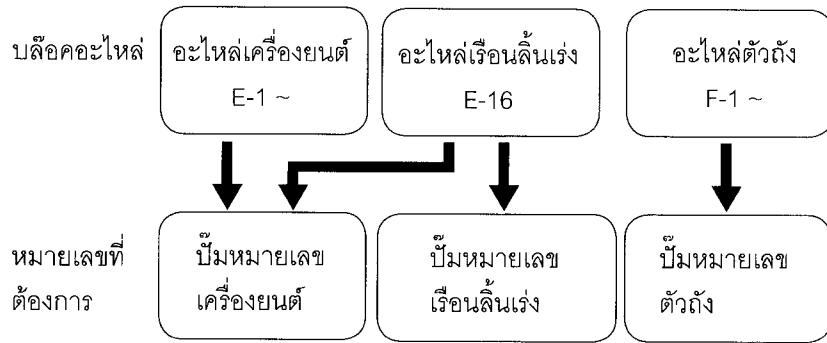 บล๊อคอะไหล่
อะไหล่เครื่องยนต์
E-1 ~
อะไหล่เรือนลิ้นเร่ง
E-16
อะไหล่ตัวถัง
F-1 ~
หมายเลขที่
ต้องการ
ปั๊มหมายเลข
เครื่องยนต์
ปั๊มหมายเลข
เรือนลิ้นเร่ง
ปั๊มหมายเลข
ตัวถัง